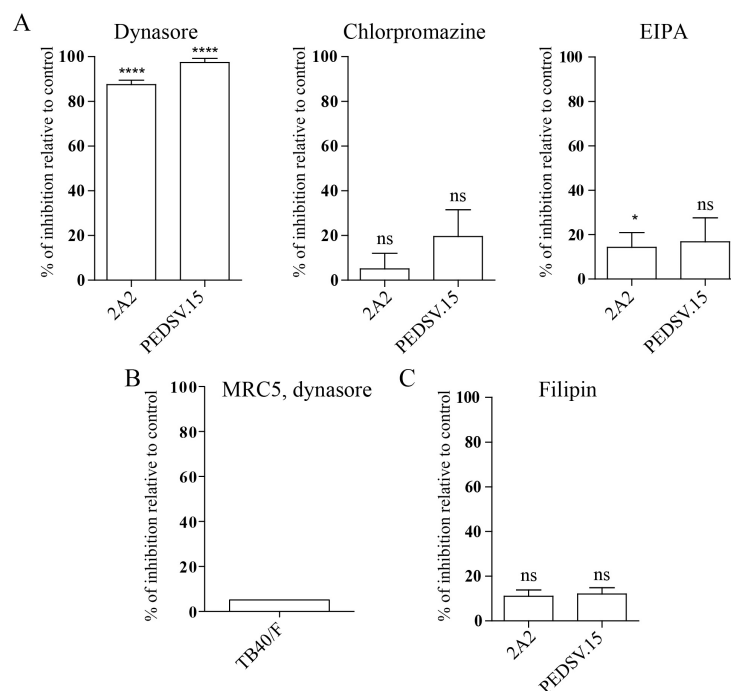 A
Dynasore
Chlorpromazine
EIPA
% of inhibition relative to control
100
80
60
40
20
0
****
****
2A2
PEDSV.15
% of inhibition relative to control
100
80
60
40
20
0
ns
ns
2A2
PEDSV.15
% of inhibition relative to control
100
80
60
40
20
0
*
ns
2A2
PEDSV.15
B
MRC5, dynasore
% of inhibition relative to control
100
80
60
40
20
0
TB40/F
C
Filipin
% of inhibition relative to control
100
80
60
40
20
0
ns
ns
2A2
PEDSV.15